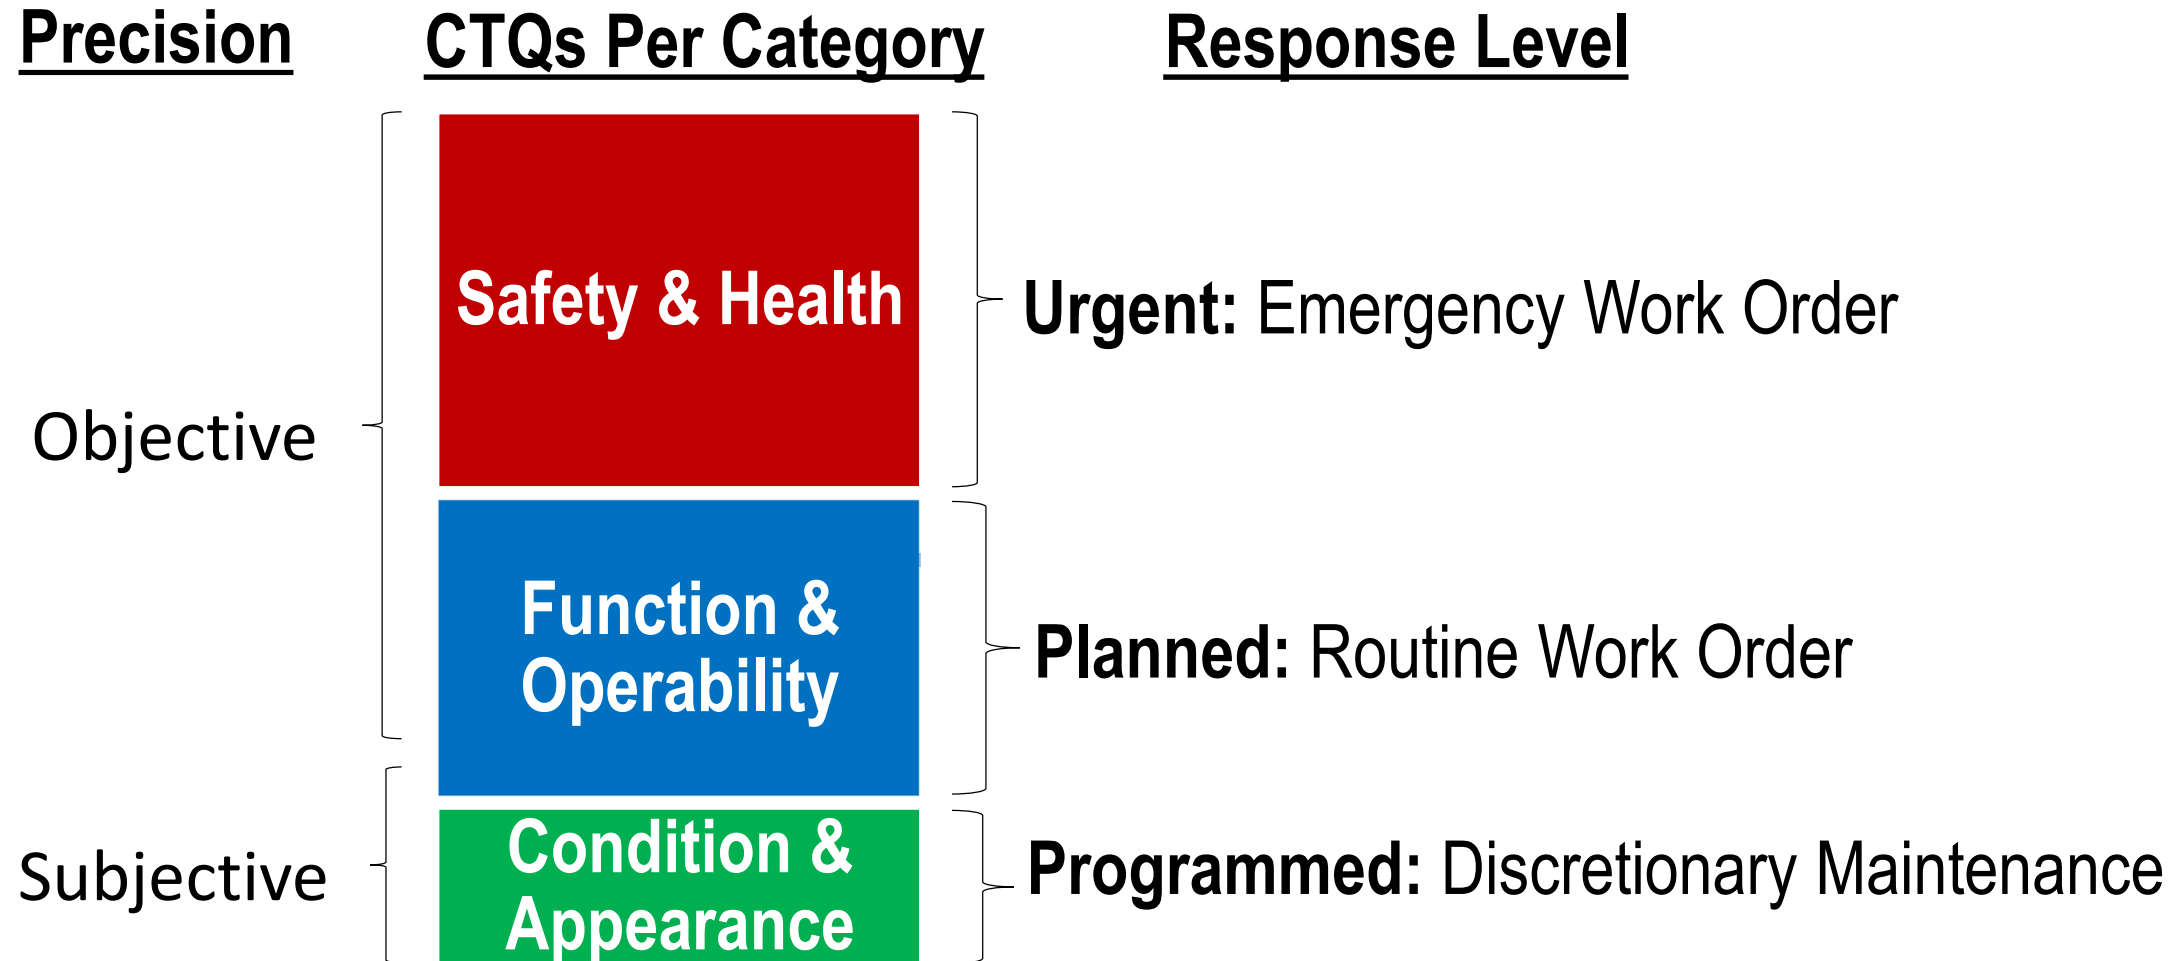 Precision
CTQs Per Category
Response Level
Safety & Health
Urgent: Emergency Work Order
Objective
Function &
Operability
Planned: Routine Work Order
Condition &
Appearance
Subjective
Programmed: Discretionary Maintenance